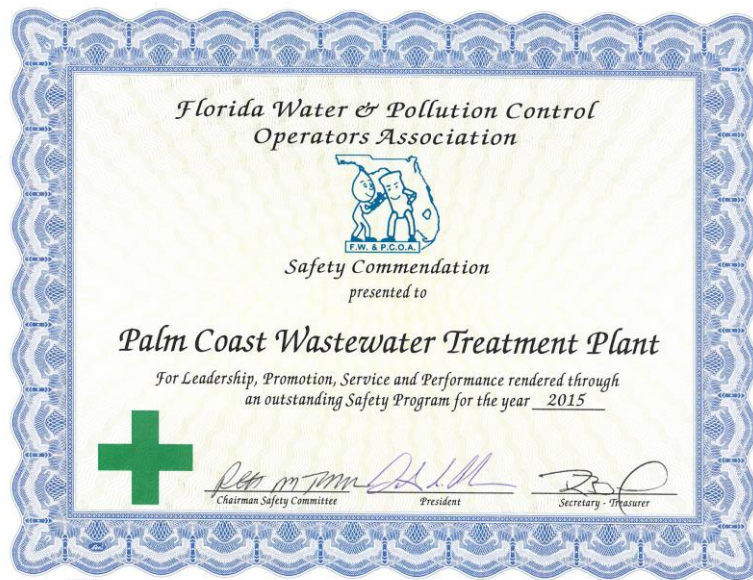 Florida Water & Pollution Control
Operators Association
F.W. & P.C.O.A.
Safety Commendation
presented to
Palm Coast Wastewater Treatment Plant
For Leadership, Promotion, Service and Performance rendered through
an outstanding Safety Program for the year 2015
Chairman Safety Committee
President
Secretary - Treasurer